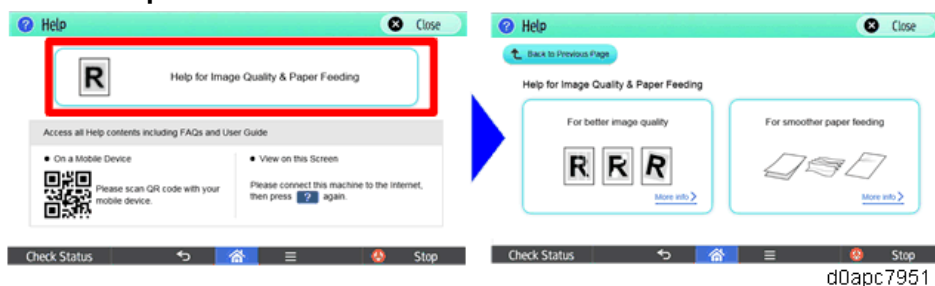 ? Help
Close
R
Help for Image Quality & Paper Feeding
Access all Help contents including FAQs and User Guide
● On a Mobile Device
Please scan QR code with your
mobile device.
● View on this Screen
Please connect this machine to the internet,
then press ? again.
Check Status
Stop
? Help
Close
Back to Previous Page
Help for Image Quality & Paper Feeding
For better image quality
R R R
More info
For smoother paper feeding
More info
Check Status
Stop
d0apc7951